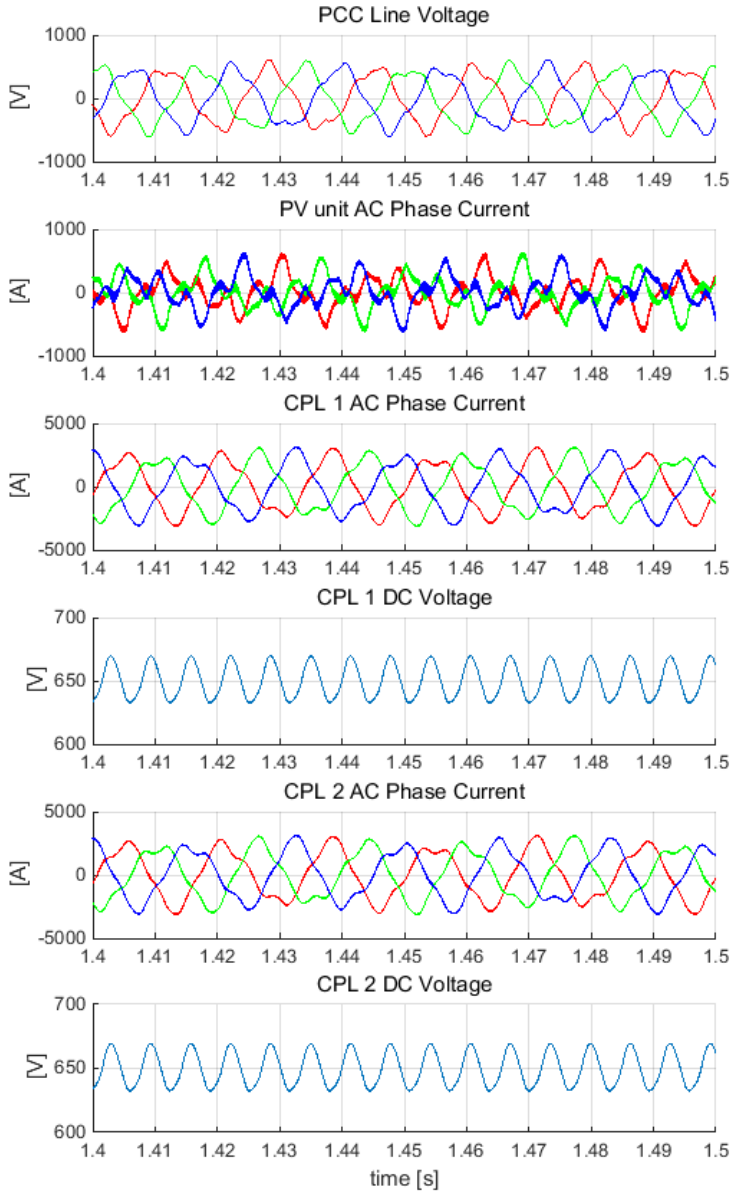 PCC Line Voltage
1000
[V]
0
-1000
1.4 1.41 1.42 1.43 1.44 1.45 1.46 1.47 1.48 1.49 1.5
PV unit AC Phase Current
1000
[A]
0
-1000
1.4 1.41 1.42 1.43 1.44 1.45 1.46 1.47 1.48 1.49 1.5
CPL 1 AC Phase Current
5000
[A]
0
-5000
1.4 1.41 1.42 1.43 1.44 1.45 1.46 1.47 1.48 1.49 1.5
CPL 1 DC Voltage
700
[V]
650
600
1.4 1.41 1.42 1.43 1.44 1.45 1.46 1.47 1.48 1.49 1.5
CPL 2 AC Phase Current
5000
[A]
0
-5000
1.4 1.41 1.42 1.43 1.44 1.45 1.46 1.47 1.48 1.49 1.5
CPL 2 DC Voltage
700
[V]
650
600
1.4 1.41 1.42 1.43 1.44 1.45 1.46 1.47 1.48 1.49 1.5
time [s]